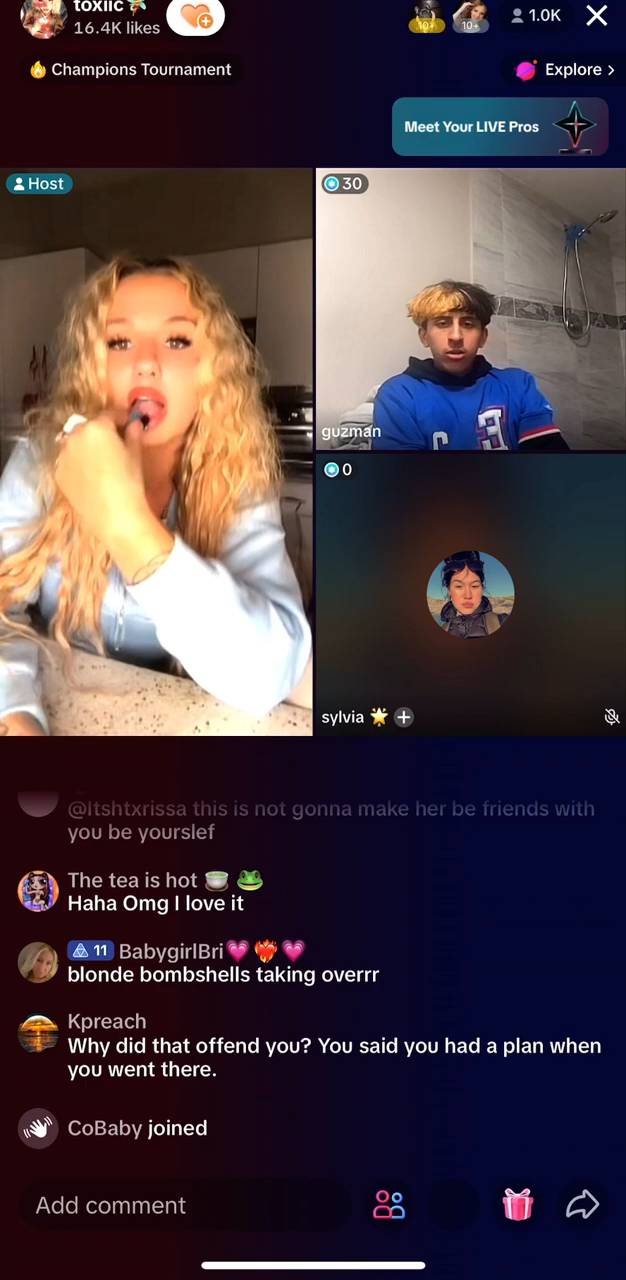 toxiic🧚
16.4K likes
10+
10+
1.0K
🔥 Champions Tournament
Explore >
Meet Your LIVE Pros
Host
30
guzman
0
sylvia 🌟
@Itshtxrissa this is not gonna make her be friends with
you be yourslef
The tea is hot 🍵 🐸
Haha Omg I love it
11 BabygirlBri💗 ❤️‍🔥 💗
blonde bombshells taking overrr
Kpreach
Why did that offend you? You said you had a plan when
you went there.
CoBaby joined
Add comment